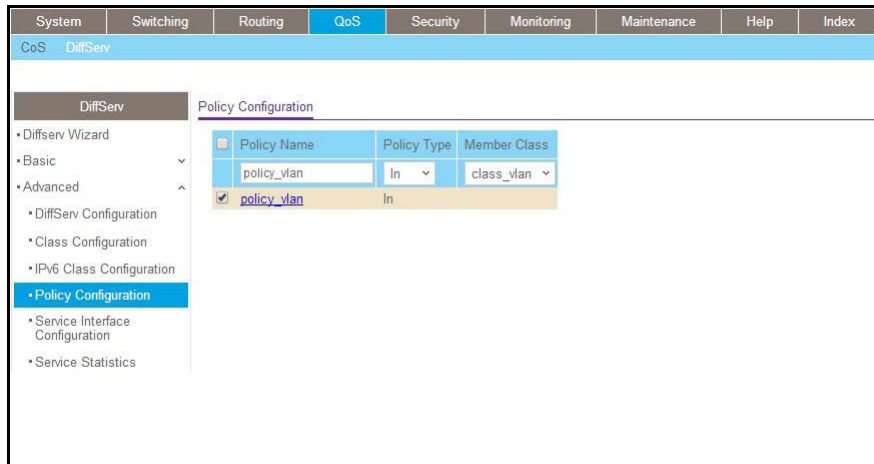 System Switching Routing QoS Security Monitoring Maintenance Help Index
CoS DiffServ
DiffServ
Policy Configuration
Diffserv Wizard
Basic
Advanced
DiffServ Configuration
Class Configuration
IPv6 Class Configuration
Policy Configuration
Service Interface
Configuration
Service Statistics
Policy Name Policy Type Member Class
policy_vlan In class_vlan
policy_vlan In